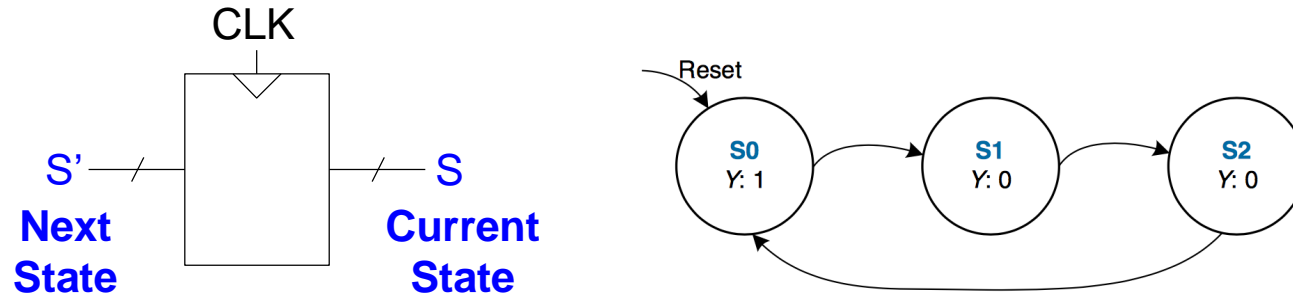 CLK
S'
S
Next
State
Current
State
Reset
S0
Y: 1
S1
Y: 0
S2
Y: 0